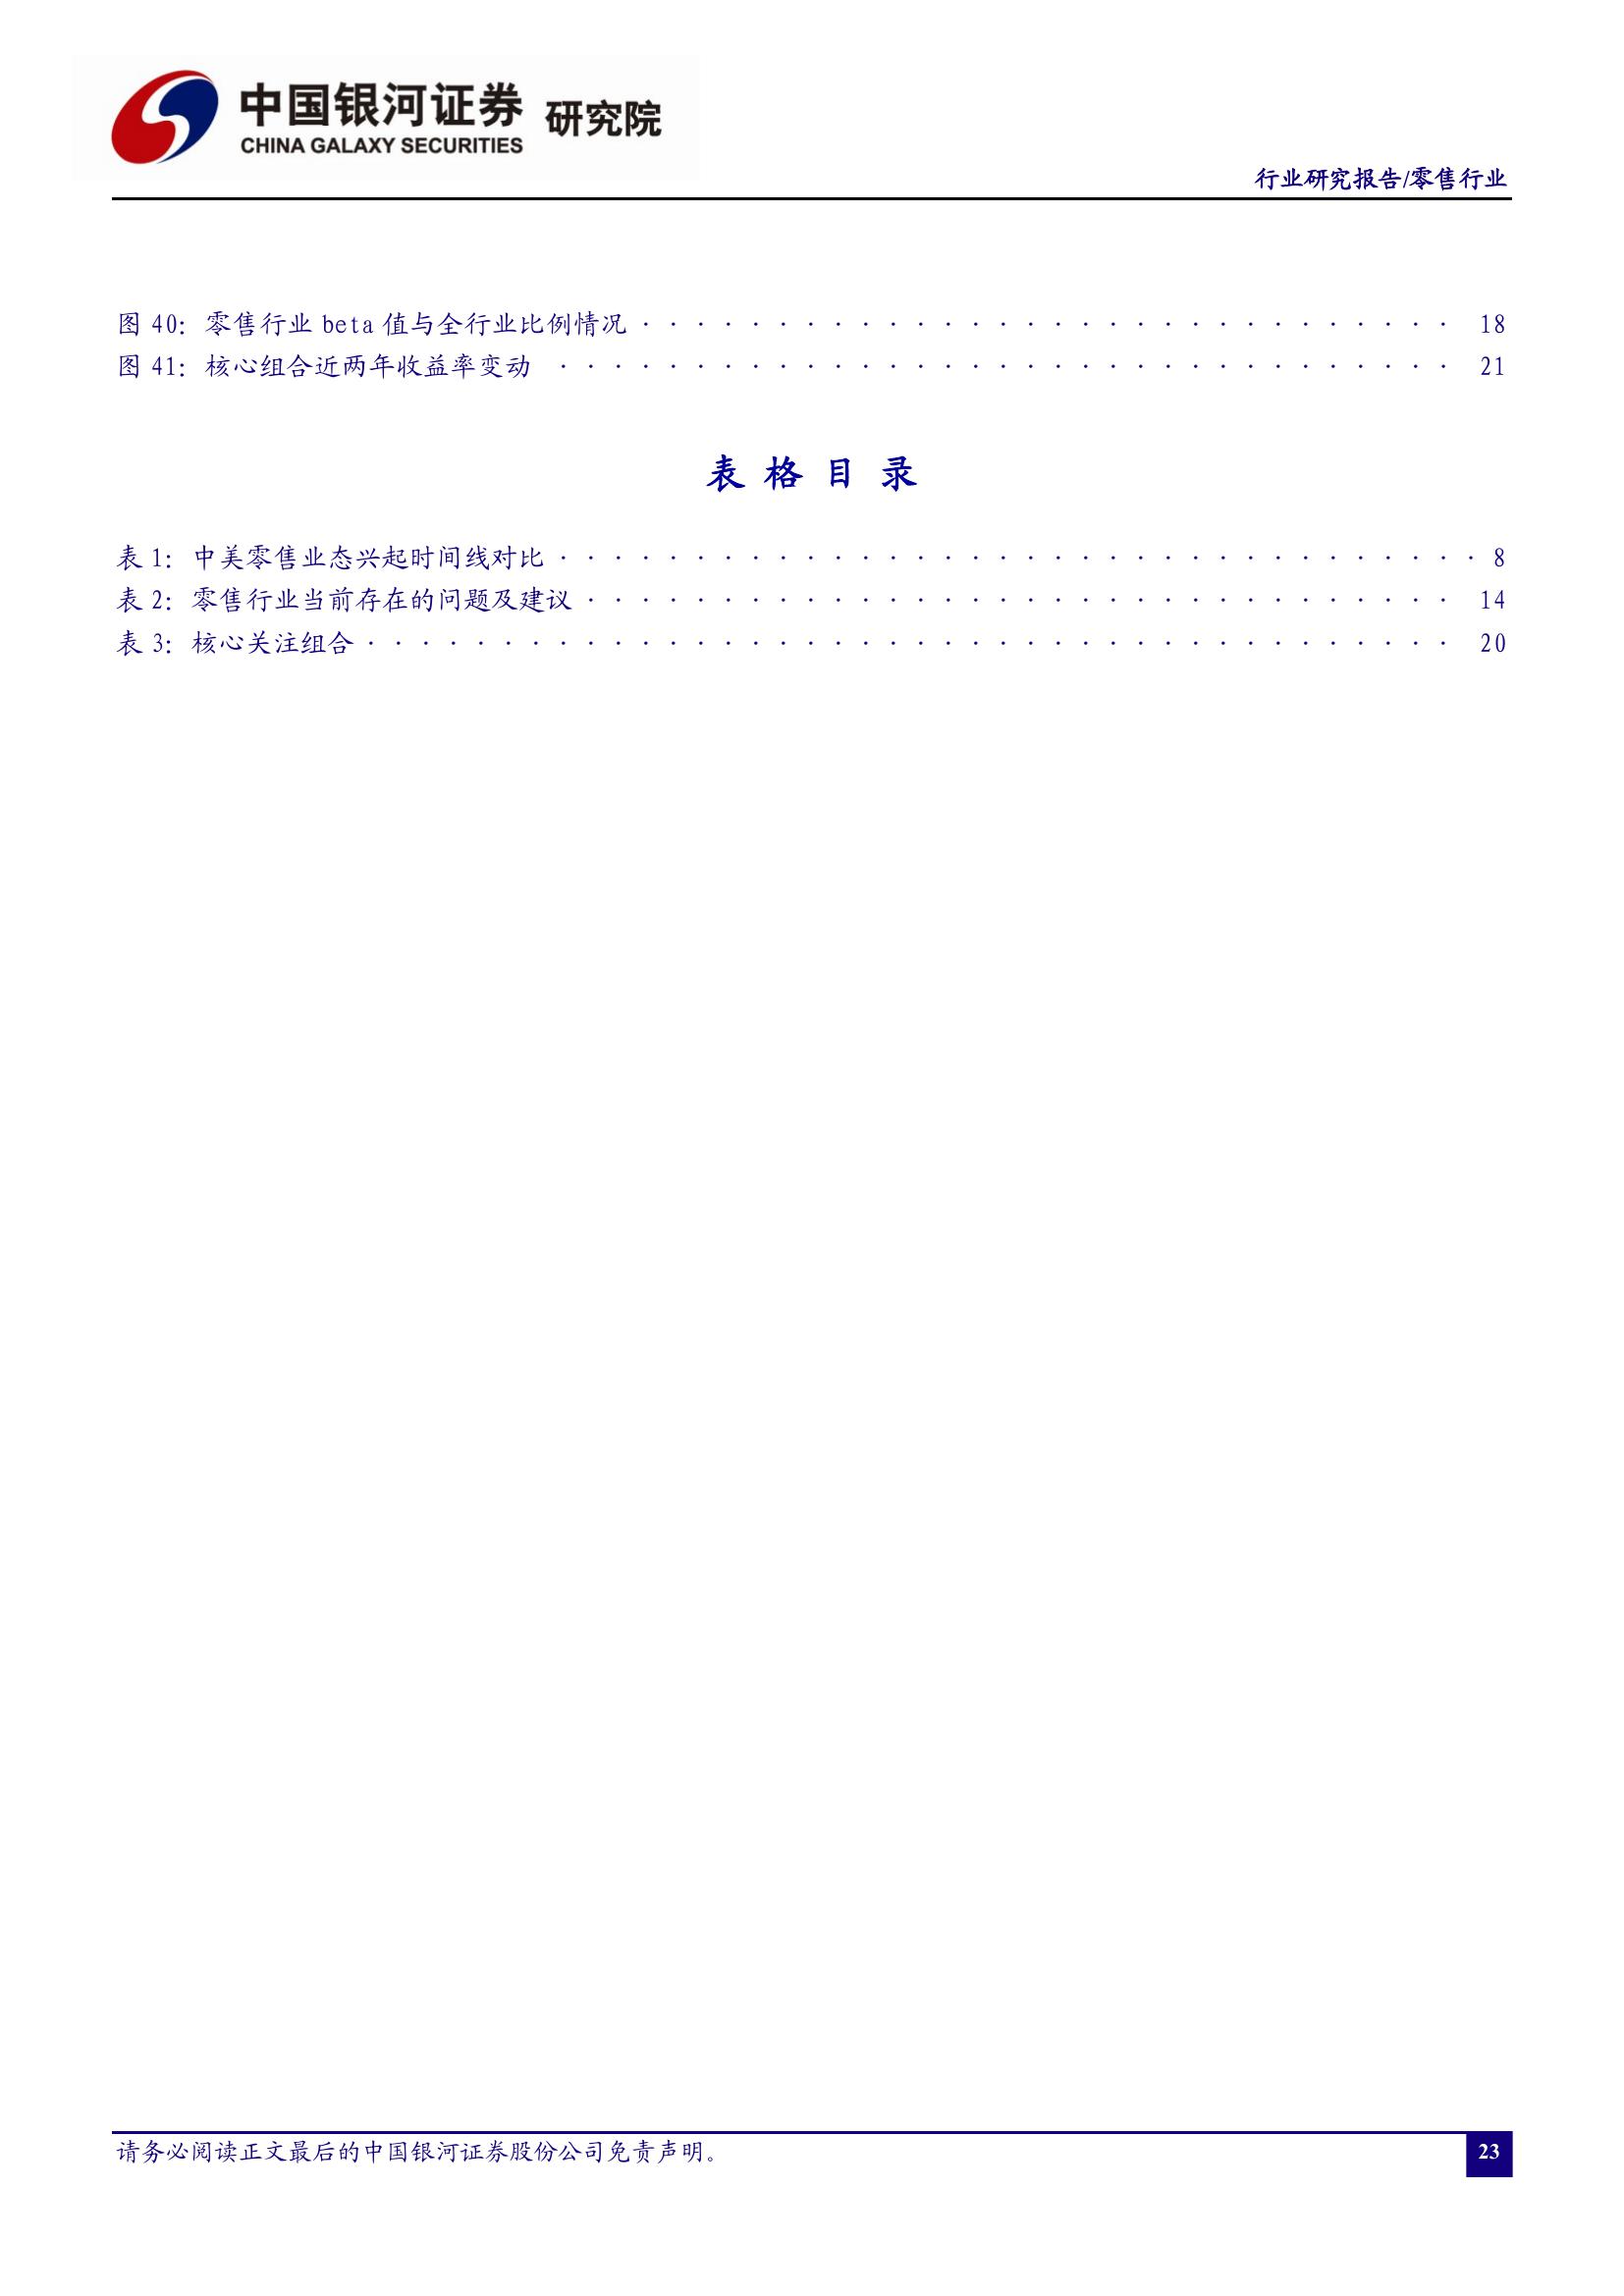 中国银河证券 研究院
CHINA GALAXY SECURITIES
行业研究报告/零售行业
图 40：零售行业 beta 值与全行业比例情况 · · · · · · · · · · · · · · · · · · · · · · · · · · · · · · 18
图 41：核心组合近两年收益率变动 · · · · · · · · · · · · · · · · · · · · · · · · · · · · · · · · · 21
表 格 目 录
表 1：中美零售业态兴起时间线对比 · · · · · · · · · · · · · · · · · · · · · · · · · · · · · · · · · · 8
表 2：零售行业当前存在的问题及建议 · · · · · · · · · · · · · · · · · · · · · · · · · · · · · · · · 14
表 3：核心关注组合 · · · · · · · · · · · · · · · · · · · · · · · · · · · · · · · · · · · · · · · · 20
请务必阅读正文最后的中国银河证券股份公司免责声明。
23